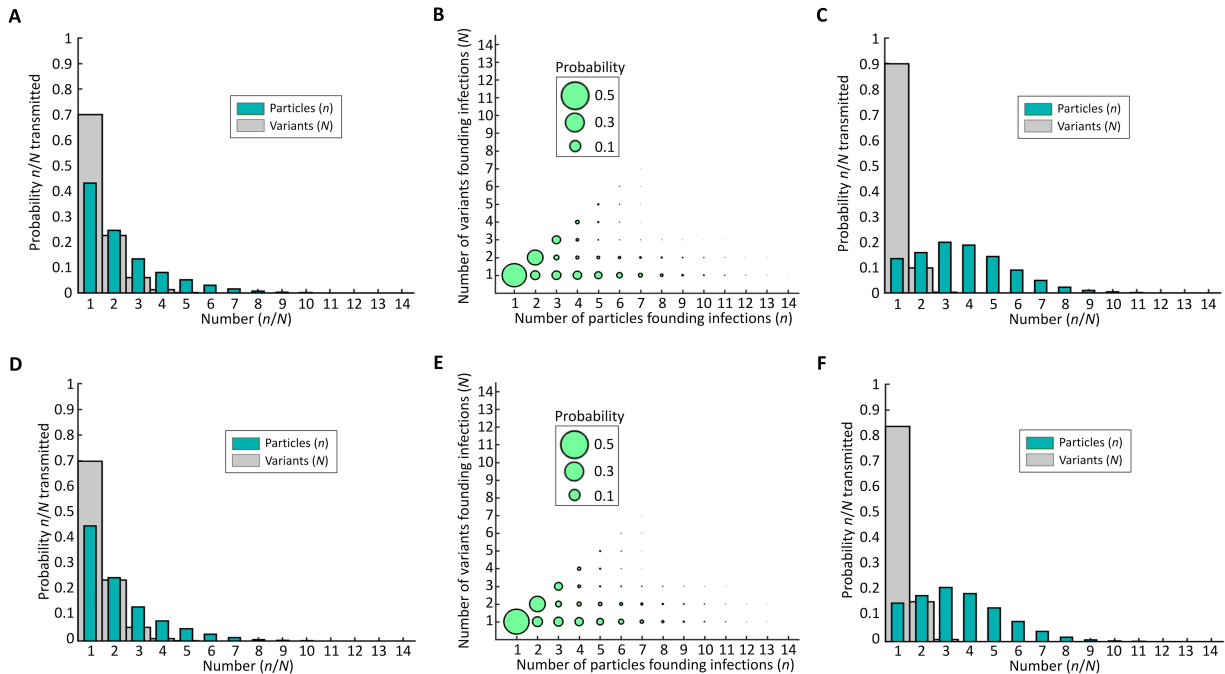 A
Probability n/N transmitted
1
0.9
0.8
0.7
0.6
0.5
0.4
0.3
0.2
0.1
0
Particles (n)
Variants (N)
1 2 3 4 5 6 7 8 9 10 11 12 13 14
Number (n/N)
B
Number of variants founding infections (N)
14
13
12
11
10
9
8
7
6
5
4
3
2
1
Probability
0.5
0.3
0.1
1 2 3 4 5 6 7 8 9 10 11 12 13 14
Number of particles founding infections (n)
C
Probability n/N transmitted
1
0.9
0.8
0.7
0.6
0.5
0.4
0.3
0.2
0.1
0
Particles (n)
Variants (N)
1 2 3 4 5 6 7 8 9 10 11 12 13 14
Number (n/N)
D
Probability n/N transmitted
1
0.9
0.8
0.7
0.6
0.5
0.4
0.3
0.2
0.1
0
Particles (n)
Variants (N)
1 2 3 4 5 6 7 8 9 10 11 12 13 14
Number (n/N)
E
Number of variants founding infections (N)
14
13
12
11
10
9
8
7
6
5
4
3
2
1
Probability
0.5
0.3
0.1
1 2 3 4 5 6 7 8 9 10 11 12 13 14
Number of particles founding infections (n)
F
Probability n/N transmitted
1
0.9
0.8
0.7
0.6
0.5
0.4
0.3
0.2
0.1
0
Particles (n)
Variants (N)
1 2 3 4 5 6 7 8 9 10 11 12 13 14
Number (n/N)